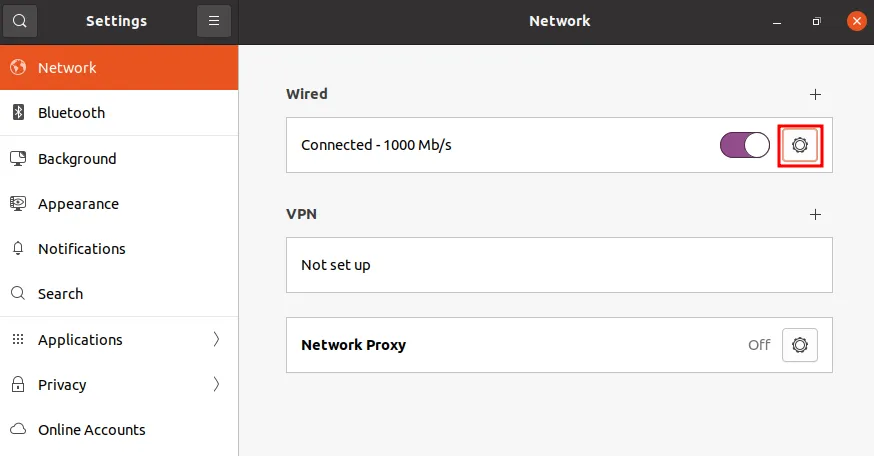 Settings
Network
Network
Bluetooth
Background
Appearance
Notifications
Search
Applications
Privacy
Online Accounts
Wired
Connected - 1000 Mb/s
VPN
Not set up
Network Proxy Off